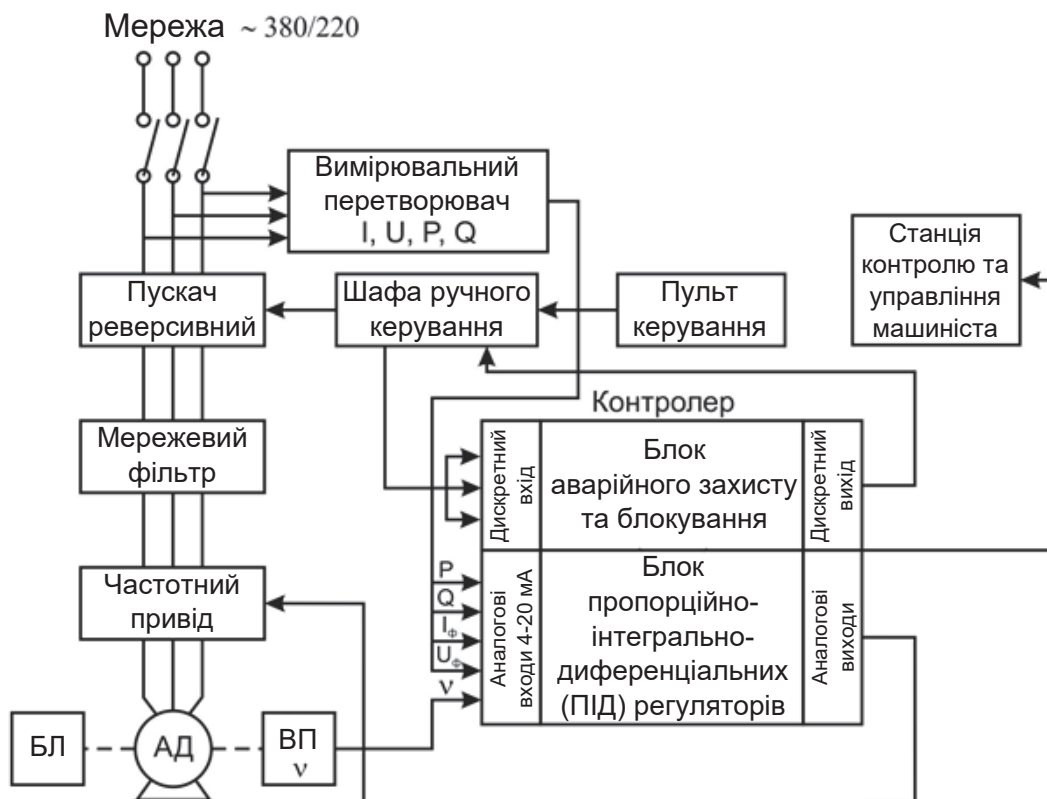 Мережа ~ 380/220
Вимірювальний
перетворювач
I, U, P, Q
Станція
контролю та
управління
машиніста
Пускач
реверсивний
Шафа ручного
керування
Пульт
керування
Контролер
Мережевий
фільтр
Дискретний
вхід
Блок
аварійного захисту
та блокування
Дискретний
вихід
Частотний
привід
P
Q
Iф
Uф
ν
Аналогові
входи 4-20 мА
Блок
пропорційно-
інтегрально-
диференціальних
(ПІД) регуляторів
Аналогові
виходи
БЛ
АД
ВП
ν